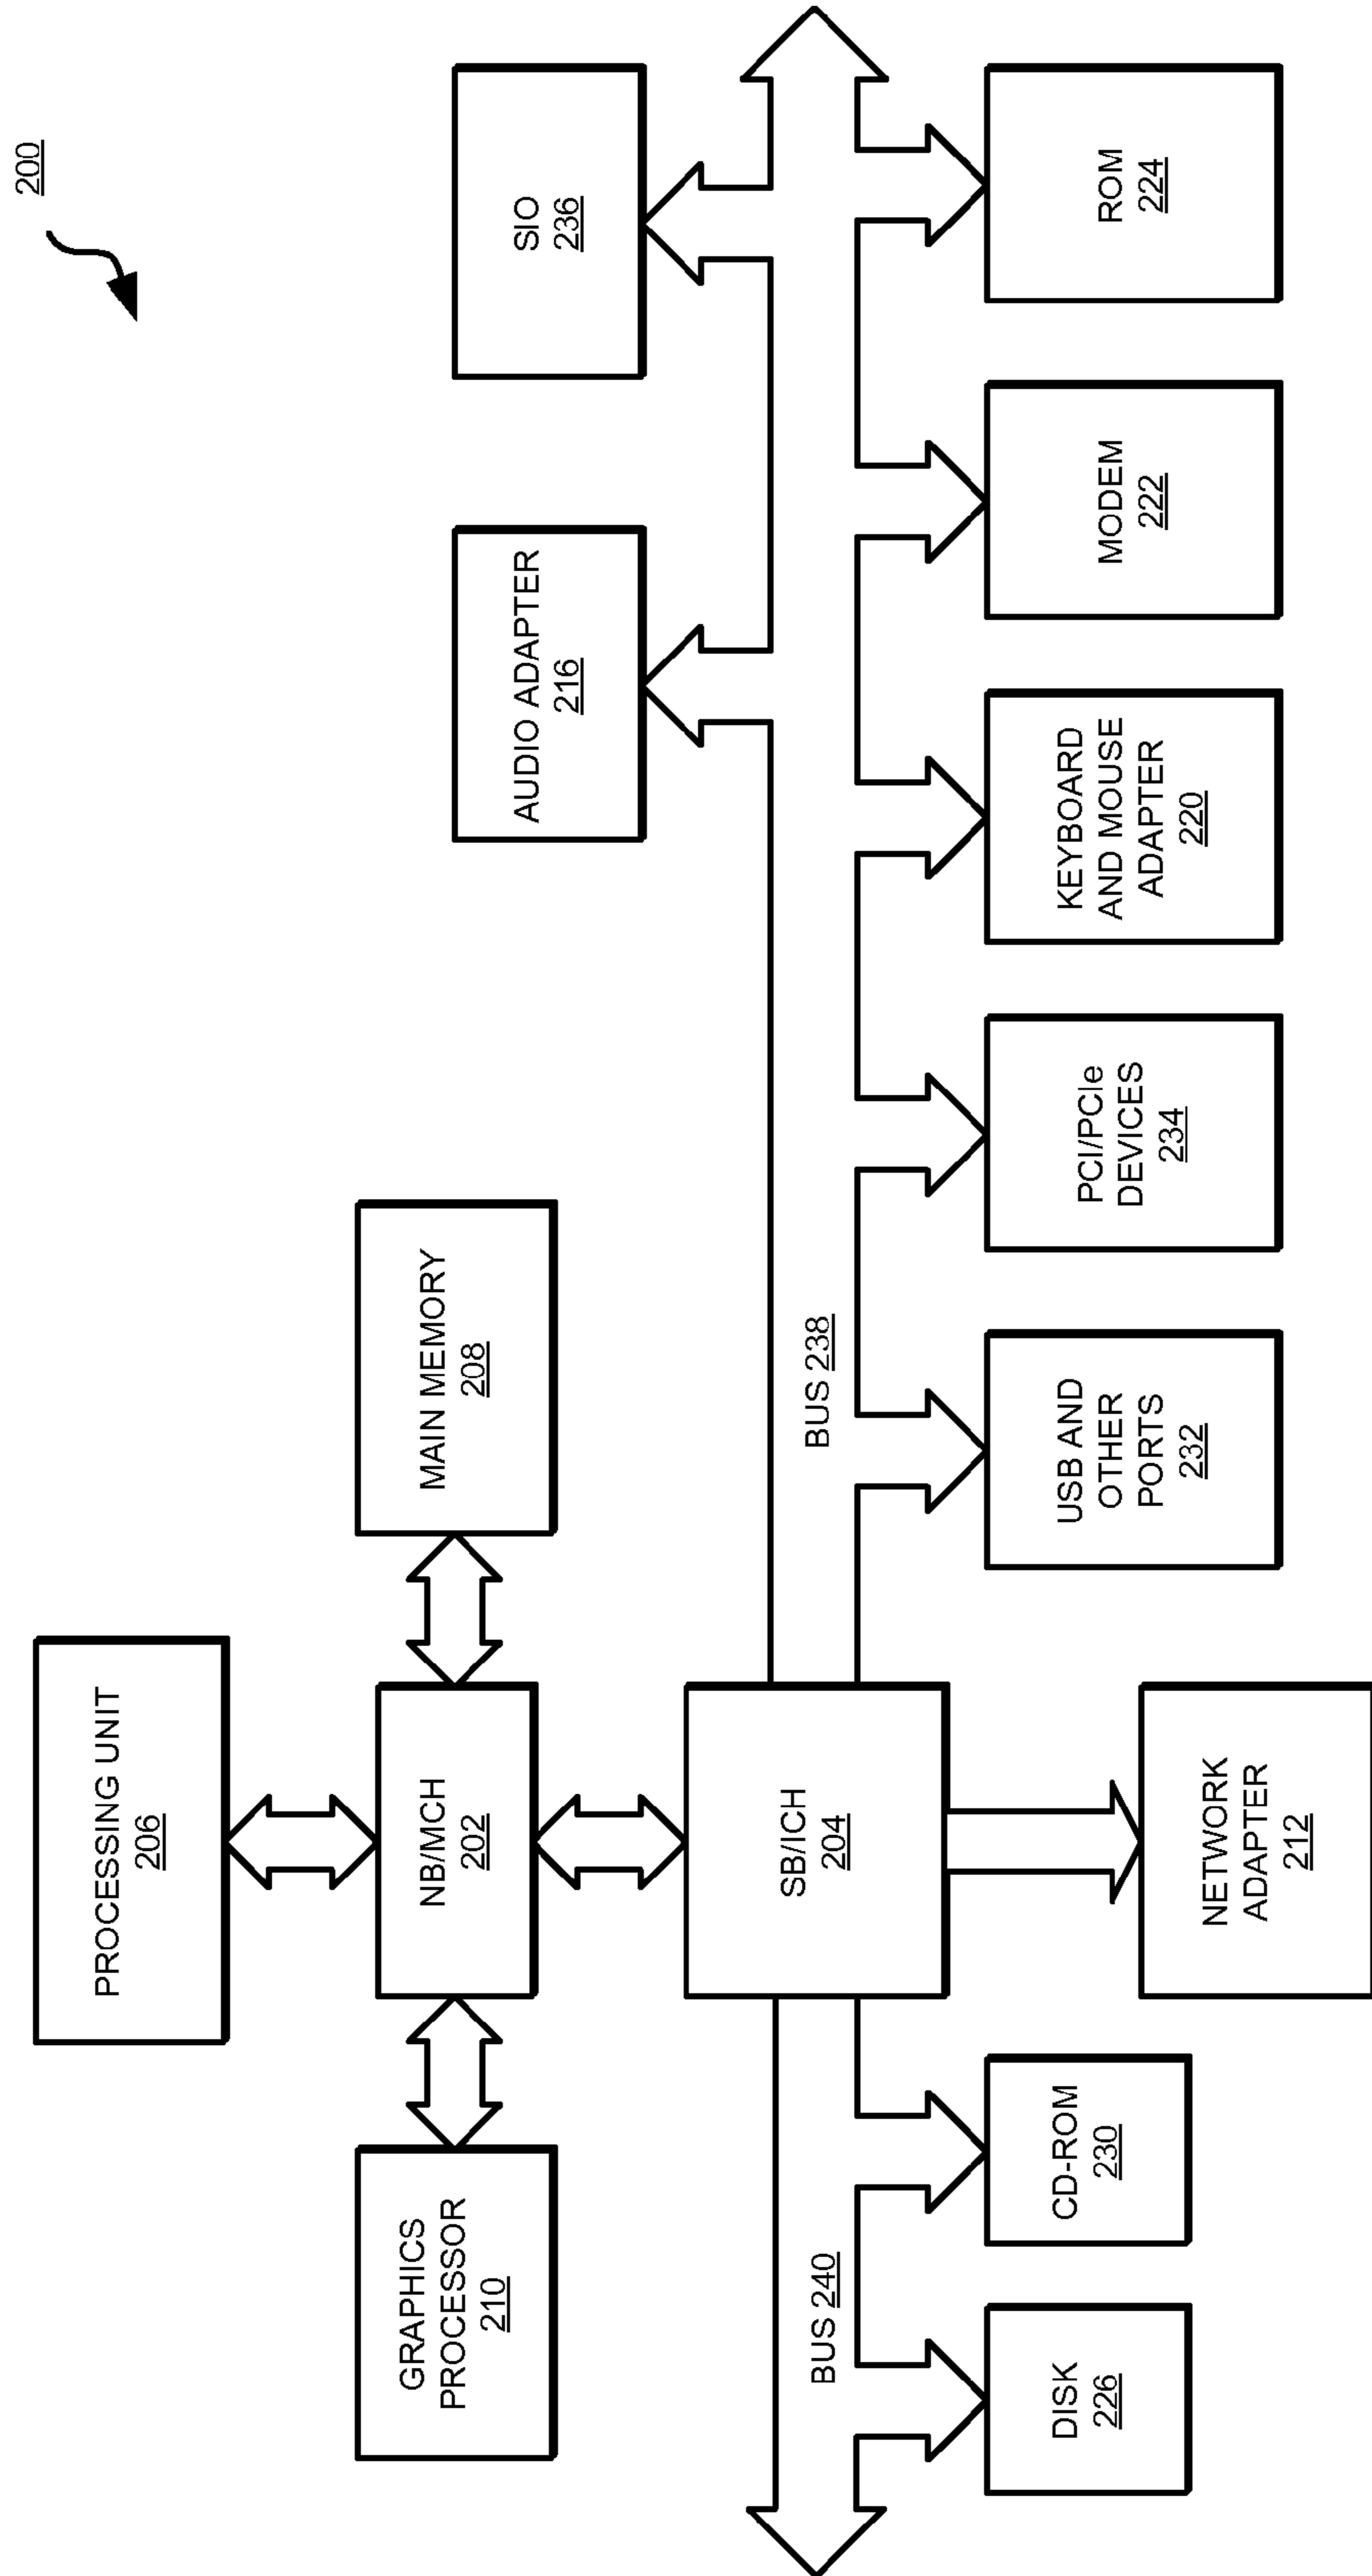 200
PROCESSING UNIT
206
GRAPHICS
PROCESSOR
210
NB/MCH
202
MAIN MEMORY
208
AUDIO ADAPTER
216
SIO
236
SB/ICH
204
BUS 240
BUS 238
DISK
226
CD-ROM
230
USB AND
OTHER
PORTS
232
PCI/PCIe
DEVICES
234
KEYBOARD
AND MOUSE
ADAPTER
220
MODEM
222
ROM
224
NETWORK
ADAPTER
212